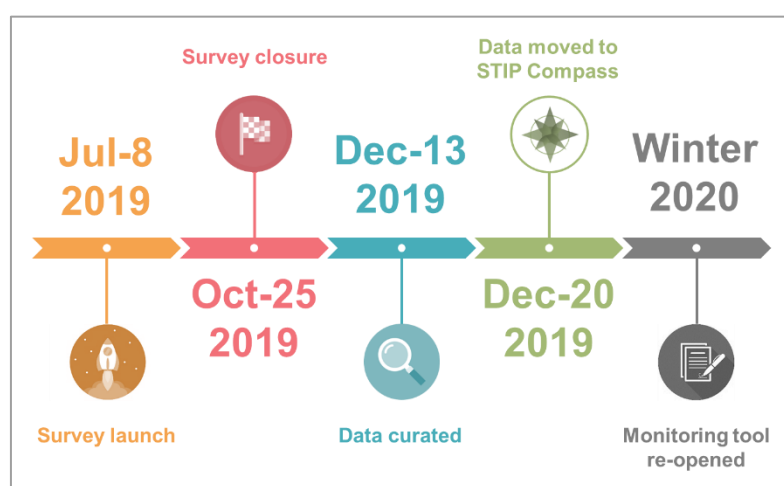 Jul-8
2019
Survey launch
Survey closure
Oct-25
2019
Dec-13
2019
Data curated
Data moved to
STIP Compass
Dec-20
2019
Winter
2020
Monitoring tool
re-opened